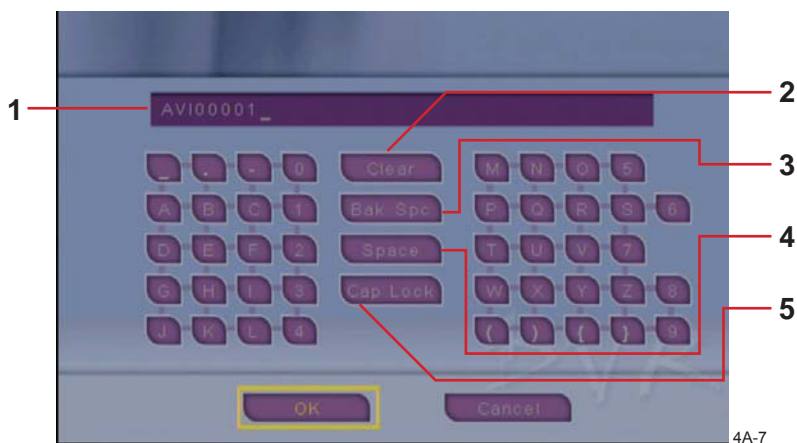 2
1 AVI00001_ 
_ . - 0 Clear M N O 5 3
A B C 1 Bak Spc P Q R S 6
D E F 2 Space T U V 7 4
G H I 3 Cap Lock W X Y Z 8 5
J K L 4 ( ) { } 9
DVR
OK Cancel
4A-7